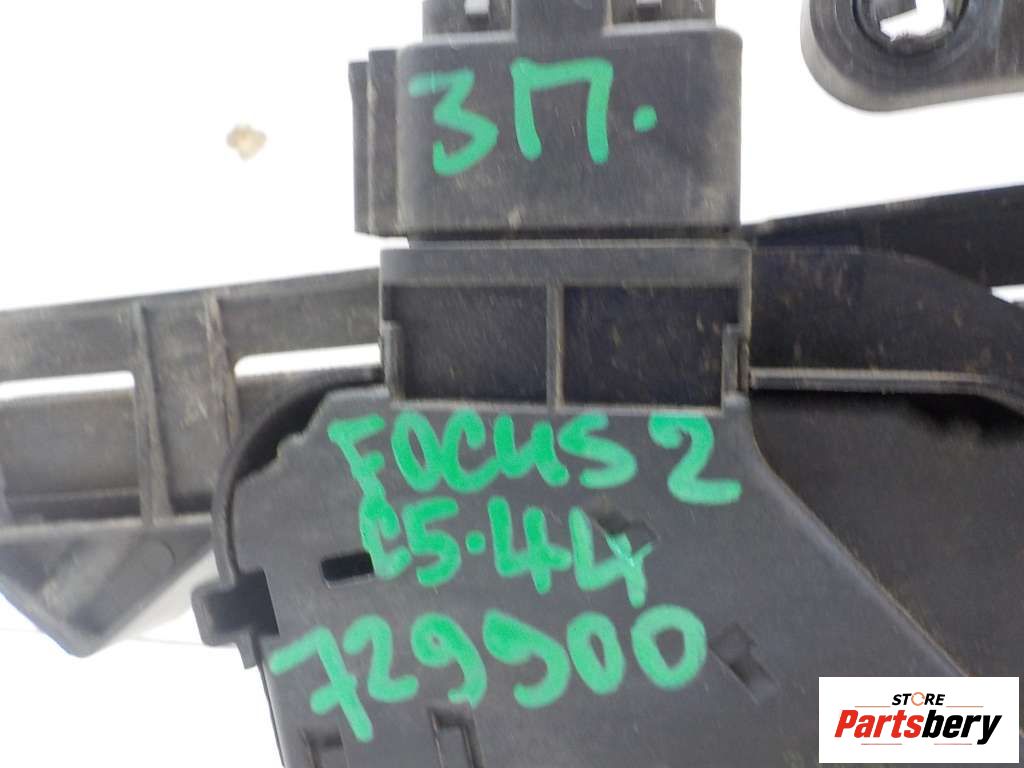 ЗП.
FOCUS 2
C5.44
729900
STORE
Partsbery